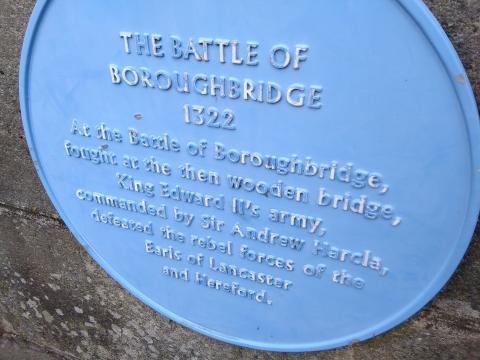 THE BATTLE OF
BOROUGHBRIDGE
1322
At the Battle of Boroughbridge,
fought at the then wooden bridge,
King Edward II's army,
commanded by Sir Andrew Harcla,
defeated the rebel forces of the
Earls of Lancaster
and Hereford.